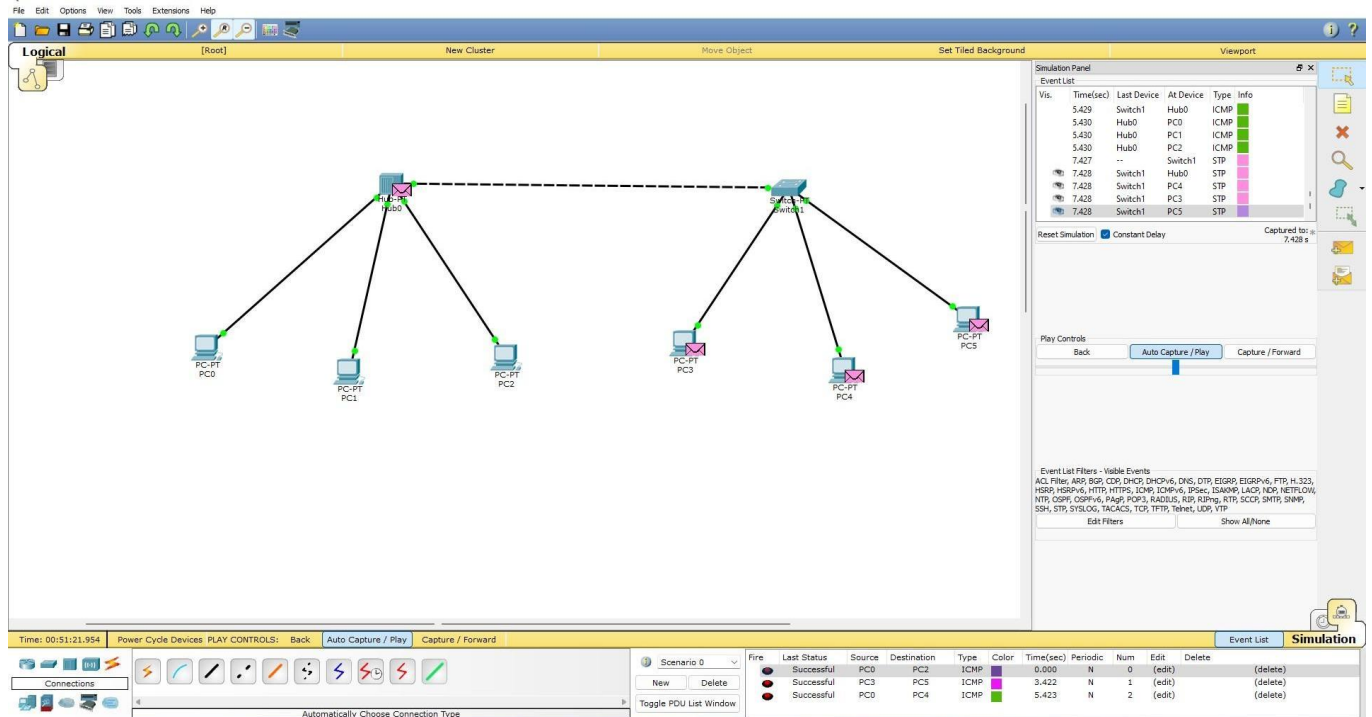 File Edit Options View Tools Extensions Help
Logical [Root] New Cluster Move Object Set Tiled Background Viewport
Simulation Panel
Event List
Vis. Time(sec) Last Device At Device Type Info
5.429 Switch1 Hub0 ICMP
5.430 Hub0 PC0 ICMP
5.430 Hub0 PC1 ICMP
5.430 Hub0 PC2 ICMP
7.427 -- Switch1 STP
7.428 Switch1 Hub0 STP
7.428 Switch1 PC4 STP
7.428 Switch1 PC3 STP
7.428 Switch1 PC5 STP
Reset Simulation Constant Delay Captured to: *
7.428 s
Hub-PT
Hub0
Switch1
PC-PT
PC0
PC-PT
PC1
PC-PT
PC2
PC-PT
PC3
PC-PT
PC4
PC-PT
PC5
Play Controls
Back Auto Capture / Play Capture / Forward
Event List Filters - Visible Events
ACL Filter, ARP, BGP, CDP, DHCP, DHCPv6, DNS, DTP, EIGRP, EIGRPv6, FTP, H.323,
HSRP, HSRPv6, HTTP, HTTPS, ICMP, ICMPv6, IPSec, ISAKMP, LACP, NDP, NETFLOW,
NTP, OSPF, OSPFv6, PAgP, POP3, RADIUS, RIP, RIPng, RTP, SCCP, SMTP, SNMP,
SSH, STP, SYSLOG, TACACS, TCP, TFTP, Telnet, UDP, VTP
Edit Filters Show All/None
Time: 00:51:21.954 Power Cycle Devices PLAY CONTROLS: Back Auto Capture / Play Capture / Forward Event List Simulation
Connections
Automatically Choose Connection Type
Scenario 0
New Delete
Toggle PDU List Window
Fire Last Status Source Destination Type Color Time(sec) Periodic Num Edit Delete
Successful PC0 PC2 ICMP 0.000 N 0 (edit) (delete)
Successful PC3 PC5 ICMP 3.422 N 1 (edit) (delete)
Successful PC0 PC4 ICMP 5.423 N 2 (edit) (delete)